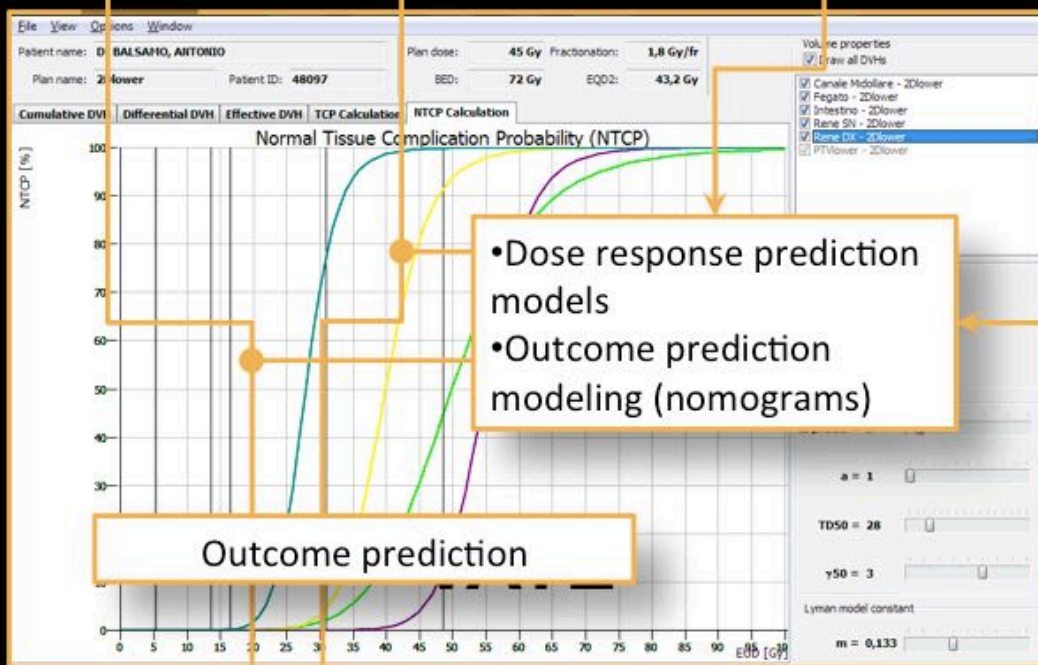 File View Options Window
Patient name: D BALSAMO, ANTONIO Plan dose: 45 Gy Fractionation: 1,8 Gy/fr
Plan name: 2Dlower Patient ID: 48097 BED: 72 Gy EQD2: 43,2 Gy
Volume properties
Draw all DVHs
Canale Midollare - 2Dlower
Fegato - 2Dlower
Intestino - 2Dlower
Rene SN - 2Dlower
Rene DX - 2Dlower
PTVlower - 2Dlower
Cumulative DVH Differential DVH Effective DVH TCP Calculation NTCP Calculation
Normal Tissue Complication Probability (NTCP)
NTCP [%]
100
90
80
70
60
50
40
30
10
0
•Dose response prediction
models
•Outcome prediction
modeling (nomograms)
Outcome prediction
0 5 10 15 20 25 30 35 40 45 50 55 60 65 70 75 80 85 90 95
EUD [Gy]
a = 1
TD50 = 28
γ50 = 3
Lyman model constant
m = 0,133